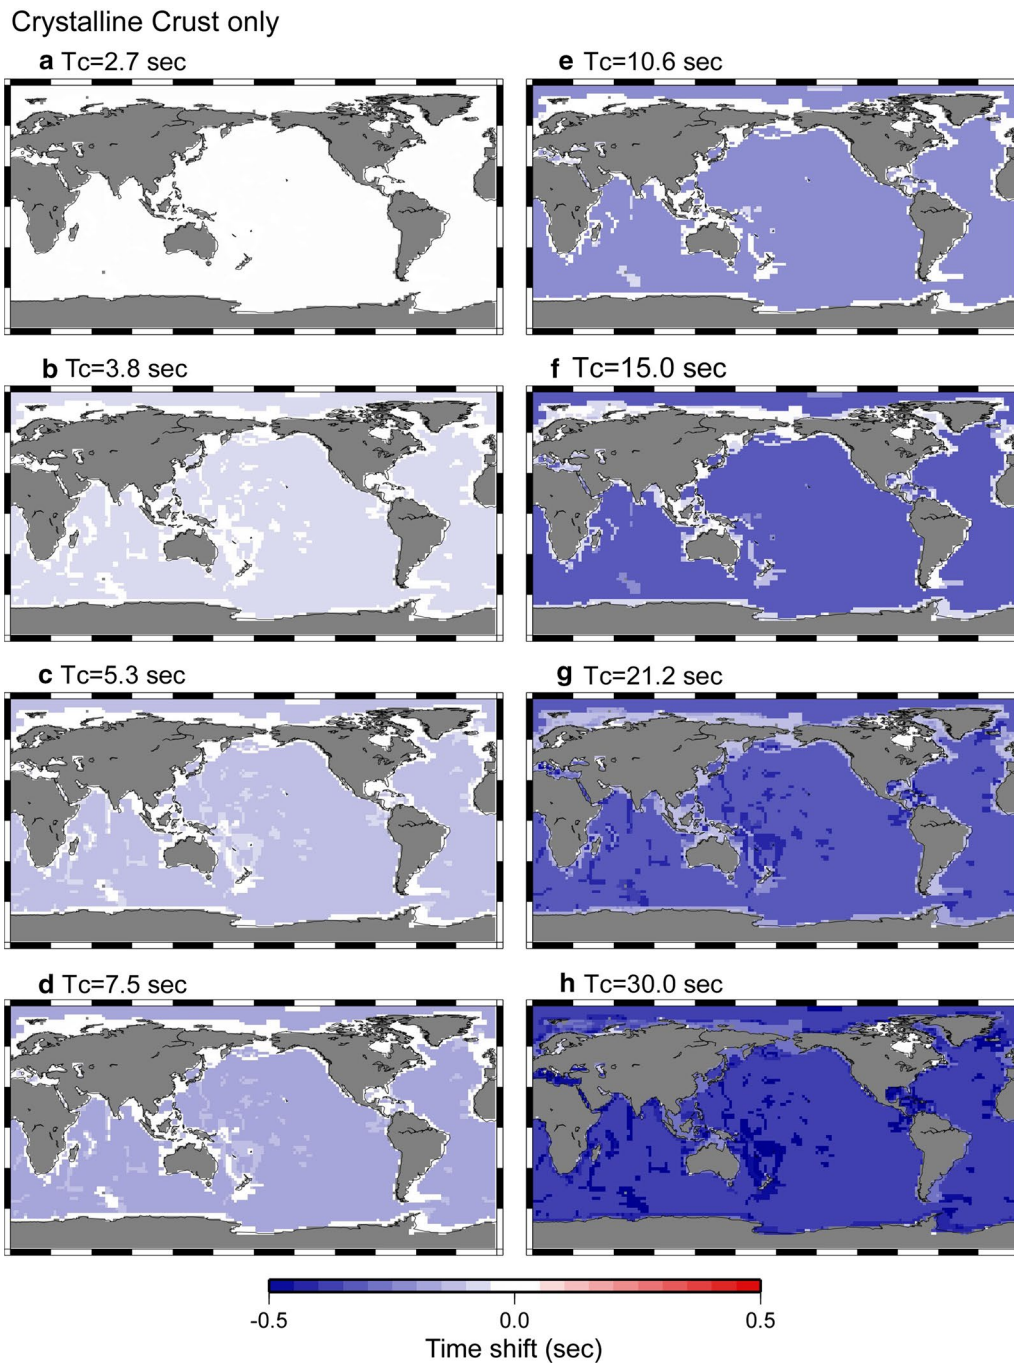 Crystalline Crust only
a Tc=2.7 sec
e Tc=10.6 sec
b Tc=3.8 sec
f Tc=15.0 sec
c Tc=5.3 sec
g Tc=21.2 sec
d Tc=7.5 sec
h Tc=30.0 sec
-0.5 0.0 0.5
Time shift (sec)